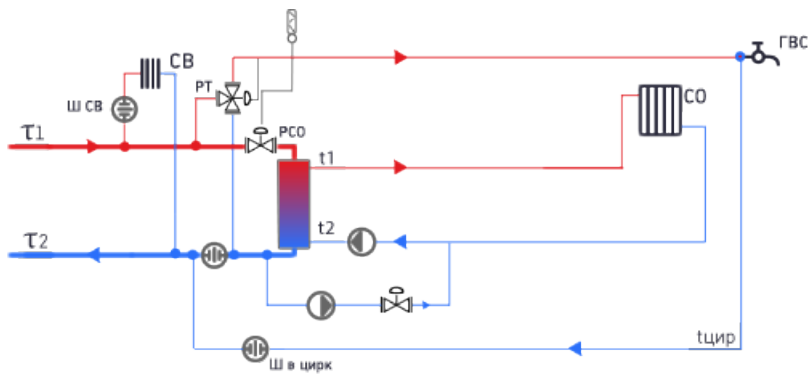 ГВС
СВ
РТ
СО
Ш СВ
τ1
РСО
t1
t2
τ2
tцир
Ш в цирк